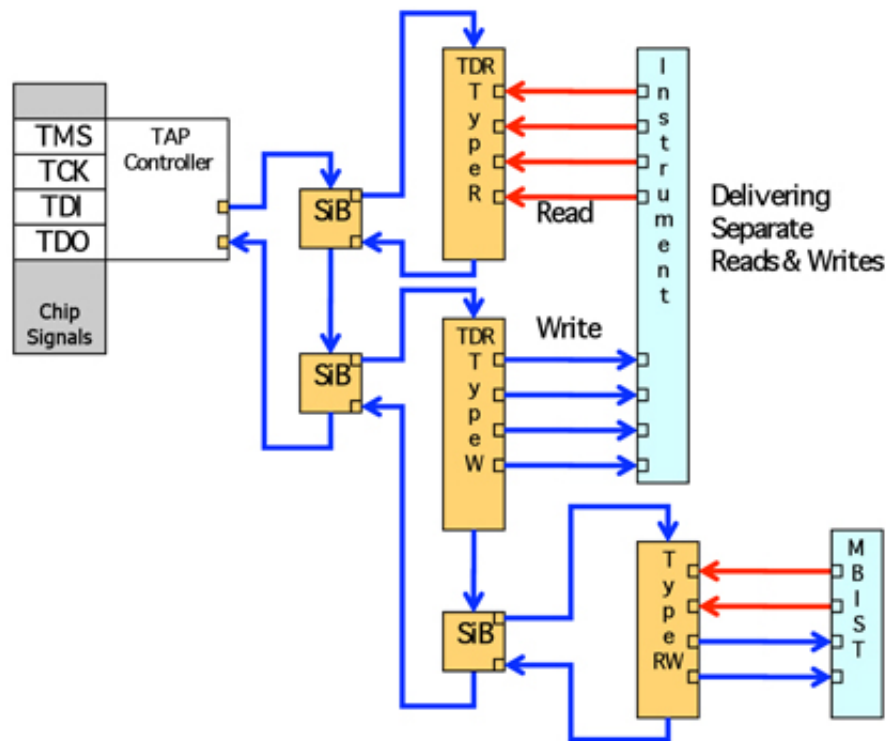 TMS
TCK
TDI
TDO
Chip
Signals
TAP
Controller
SiB
SiB
TDR
T
y
p
e
R
Read
I
n
s
t
r
u
m
e
n
t
Delivering
Separate
Reads & Writes
TDR
T
y
p
e
W
Write
SiB
T
y
p
e
RW
M
B
I
S
T